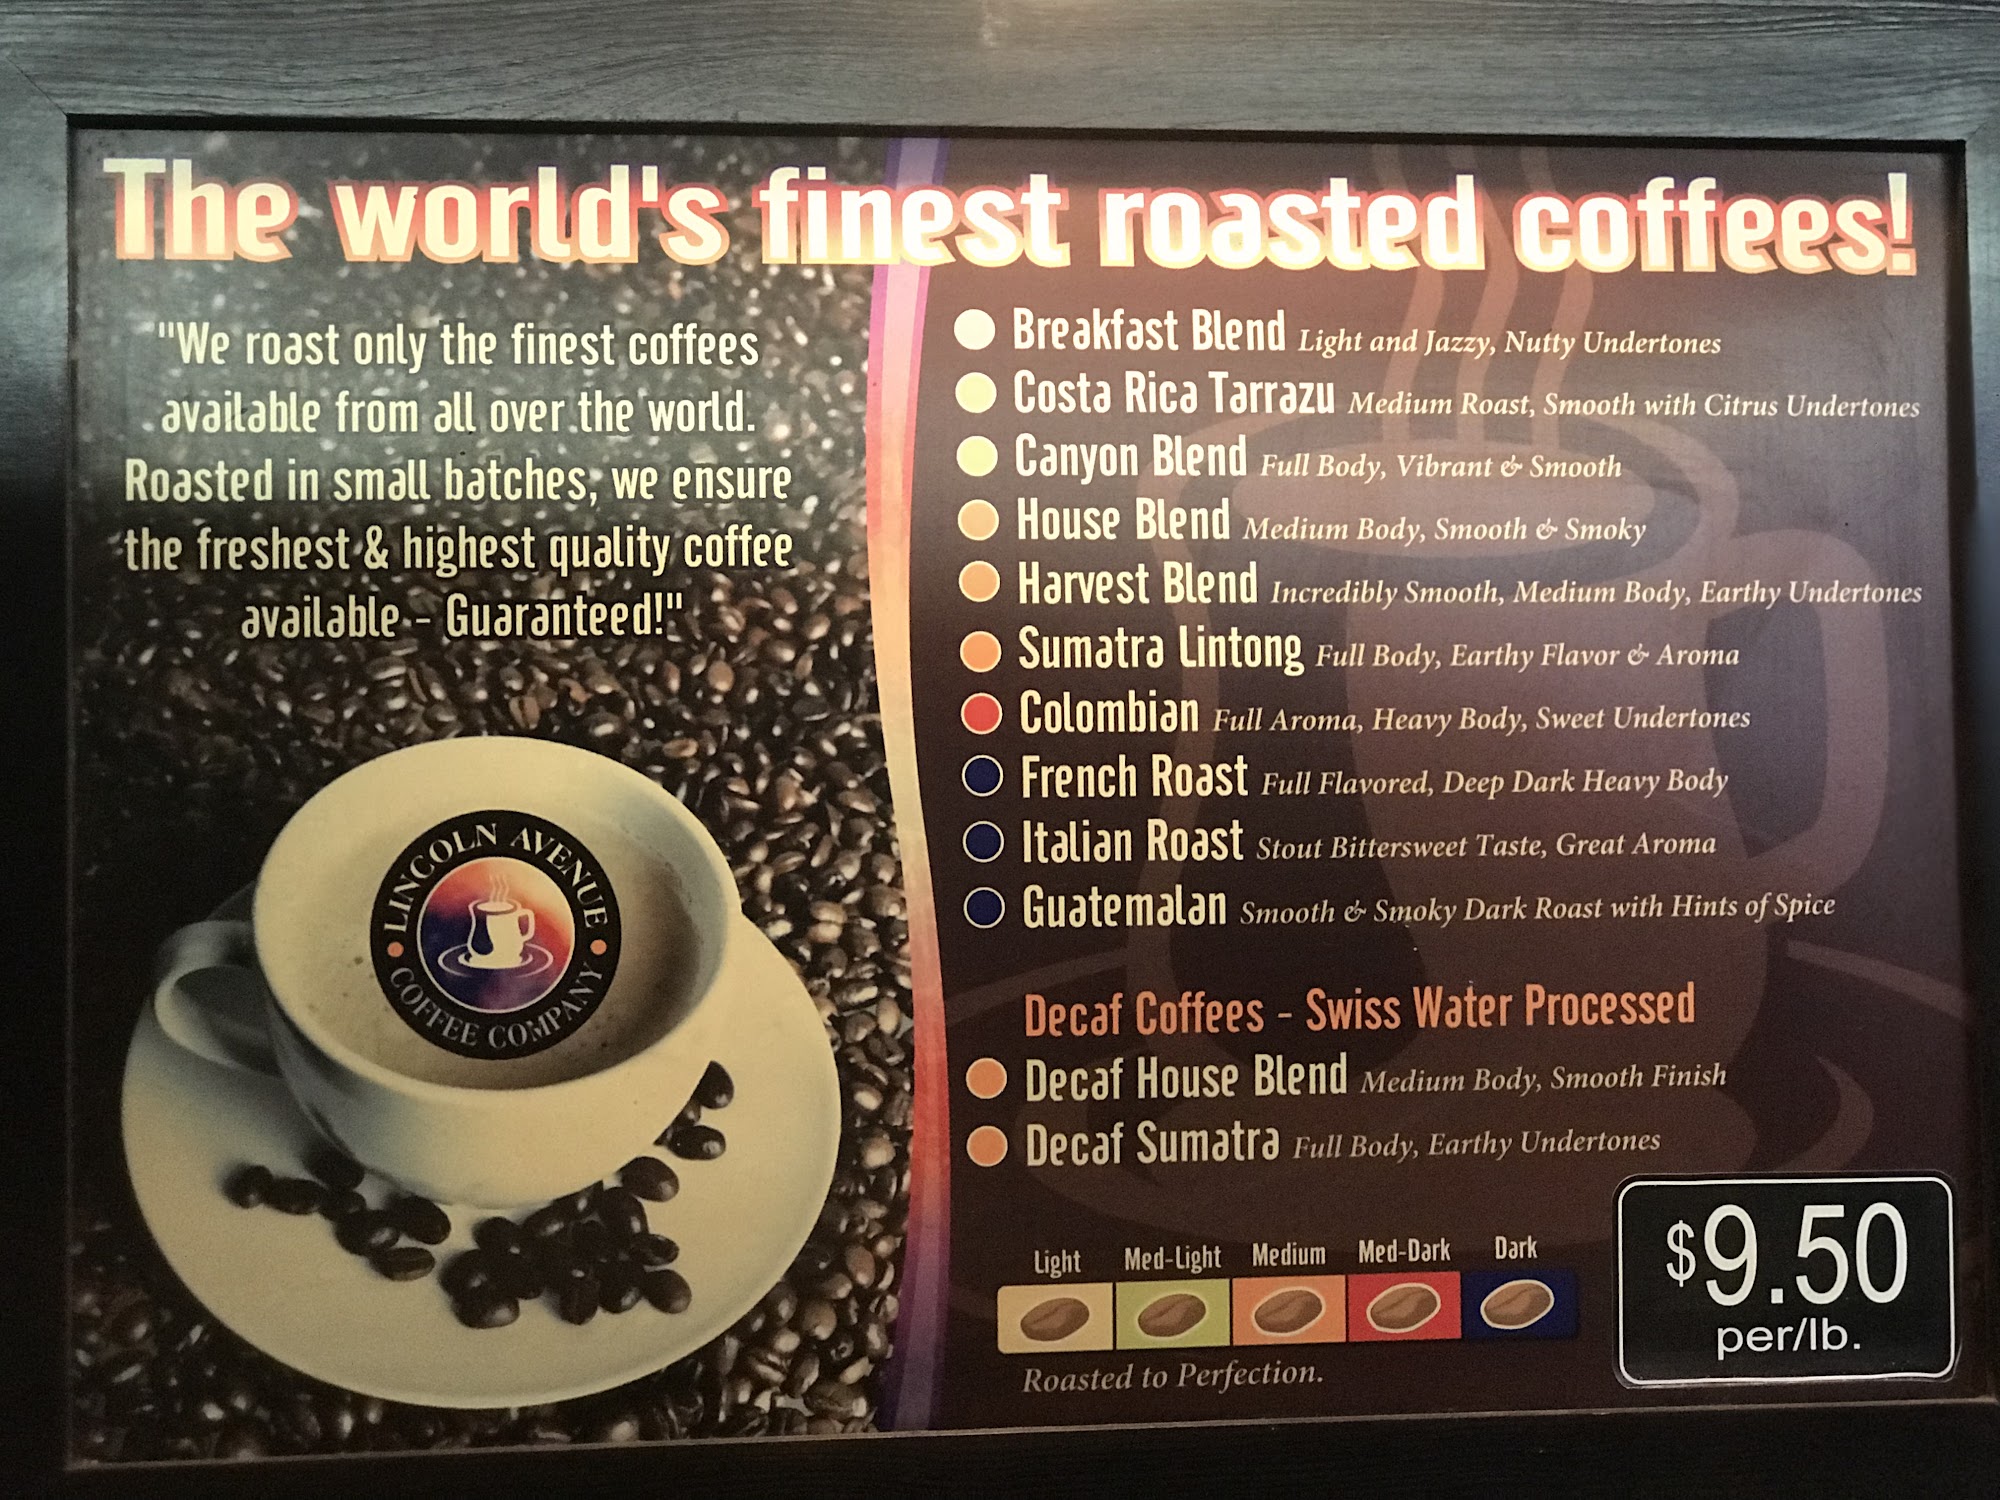 The world's finest roasted coffees!
"We roast only the finest coffees
available from all over the world.
Roasted in small batches, we ensure
the freshest & highest quality coffee
available - Guaranteed!"
LINCOLN AVENUE
COFFEE COMPANY
Breakfast Blend Light and Jazzy, Nutty Undertones
Costa Rica Tarrazu Medium Roast, Smooth with Citrus Undertones
Canyon Blend Full Body, Vibrant & Smooth
House Blend Medium Body, Smooth & Smoky
Harvest Blend Incredibly Smooth, Medium Body, Earthy Undertones
Sumatra Lintong Full Body, Earthy Flavor & Aroma
Colombian Full Aroma, Heavy Body, Sweet Undertones
French Roast Full Flavored, Deep Dark Heavy Body
Italian Roast Stout Bittersweet Taste, Great Aroma
Guatemalan Smooth & Smoky Dark Roast with Hints of Spice
Decaf Coffees - Swiss Water Processed
Decaf House Blend Medium Body, Smooth Finish
Decaf Sumatra Full Body, Earthy Undertones
Light Med-Light Medium Med-Dark Dark
Roasted to Perfection.
$9.50
per/lb.